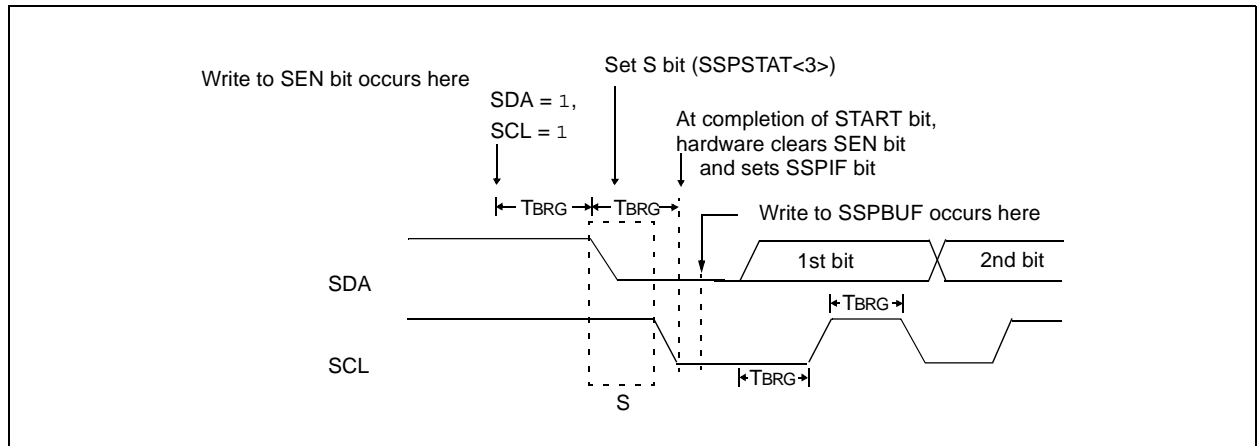 Write to SEN bit occurs here
Set S bit (SSPSTAT<3>)
SDA = 1,
SCL = 1
At completion of START bit,
hardware clears SEN bit
and sets SSPIF bit
TBRG
TBRG
Write to SSPBUF occurs here
SDA
1st bit
2nd bit
TBRG
SCL
TBRG
S